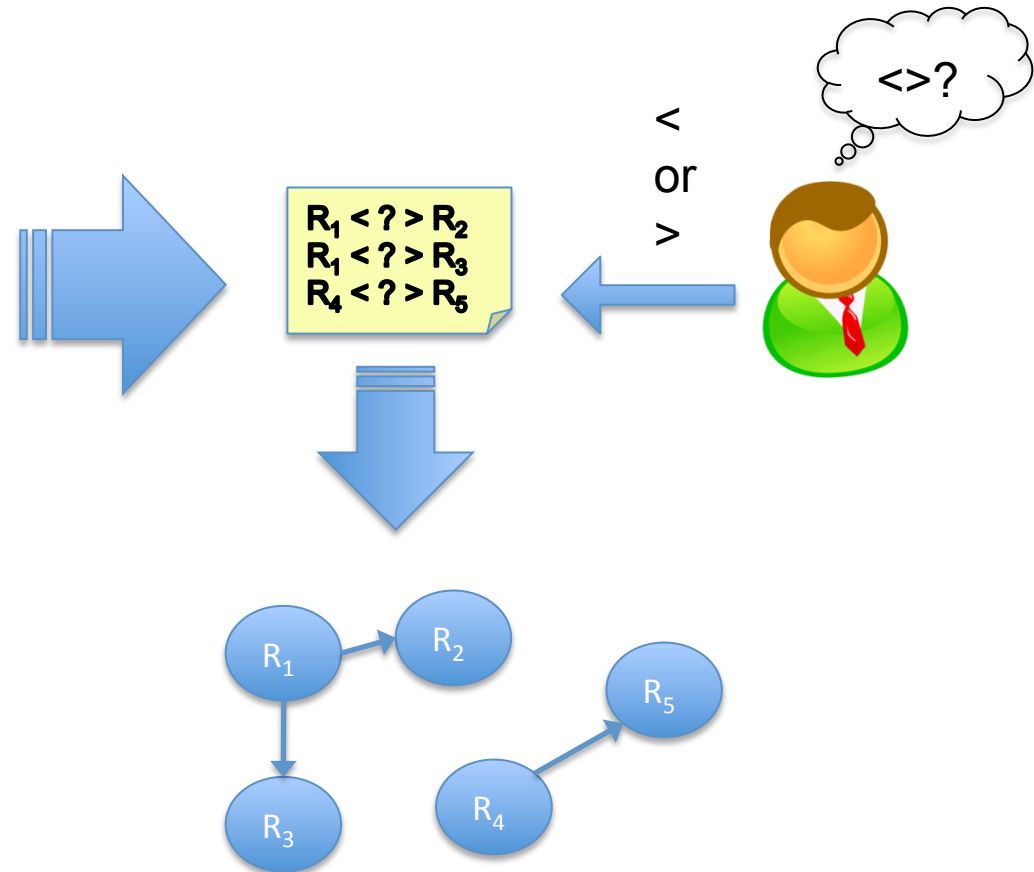 <>?
<
or
>
R₁ < ? > R₂
R₁ < ? > R₃
R₄ < ? > R₅
R₁
R₂
R₅
R₃
R₄